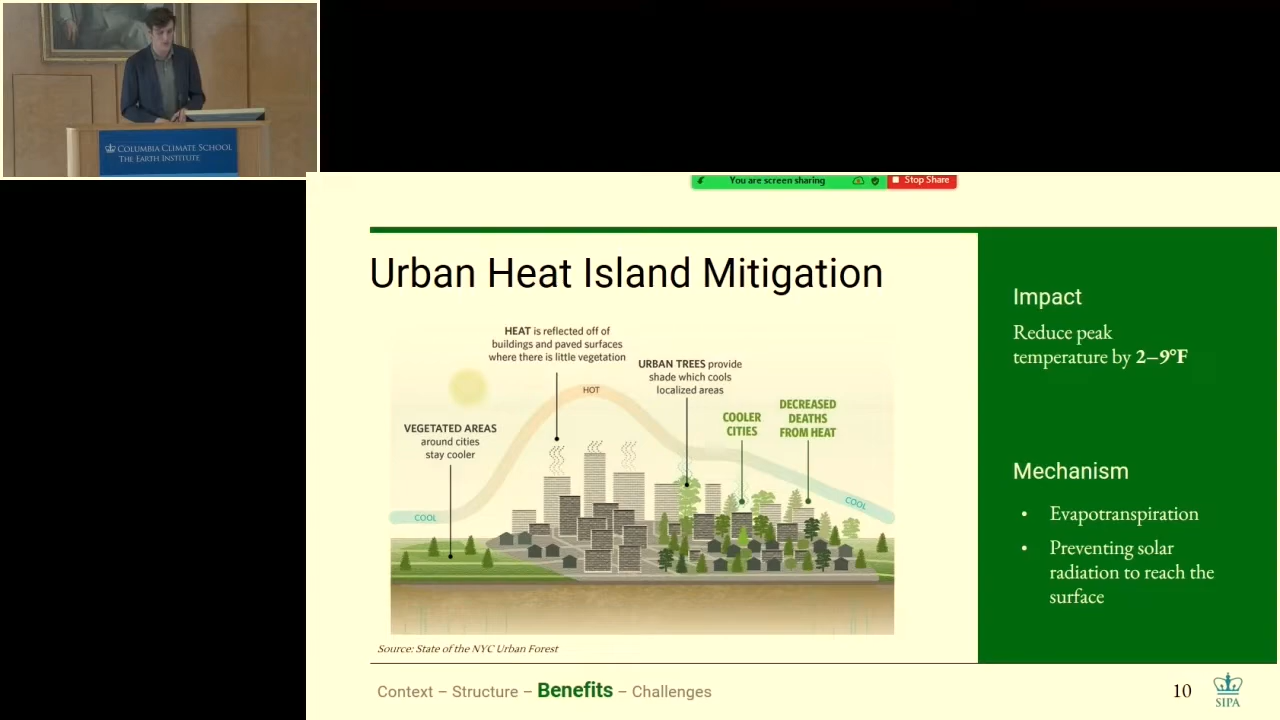 COLUMBIA CLIMATE SCHOOL
THE EARTH INSTITUTE
You are screen sharing
Stop Share
Urban Heat Island Mitigation
HEAT is reflected off of
buildings and paved surfaces
where there is little vegetation
URBAN TREES provide
shade which cools
localized areas
HOT
VEGETATED AREAS
around cities
stay cooler
COOLER
CITIES
DECREASED
DEATHS
FROM HEAT
COOL
COOL
Source: State of the NYC Urban Forest
Impact
Reduce peak
temperature by 2–9°F
Mechanism
• Evapotranspiration
• Preventing solar
radiation to reach the
surface
Context – Structure – Benefits – Challenges
10
SIPA